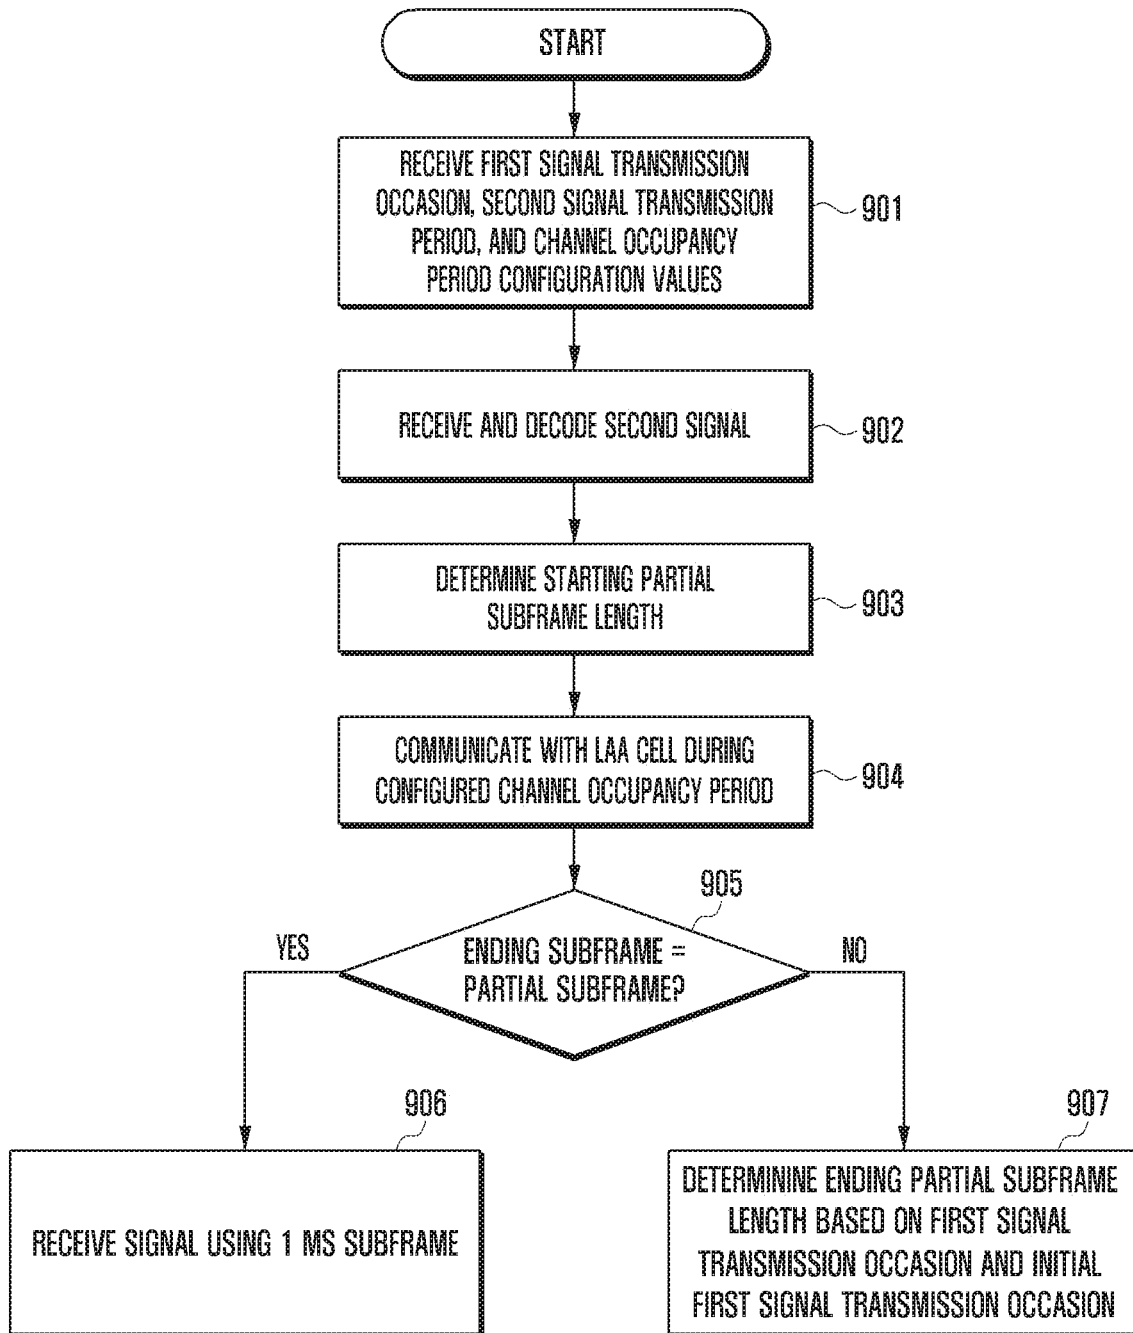 START
RECEIVE FIRST SIGNAL TRANSMISSION
OCCASION, SECOND SIGNAL TRANSMISSION
PERIOD, AND CHANNEL OCCUPANCY
PERIOD CONFIGURATION VALUES
901
RECEIVE AND DECODE SECOND SIGNAL
902
DETERMINE STARTING PARTIAL
SUBFRAME LENGTH
903
COMMUNICATE WITH LAA CELL DURING
CONFIGURED CHANNEL OCCUPANCY PERIOD
904
905
YES
ENDING SUBFRAME =
PARTIAL SUBFRAME?
NO
906
RECEIVE SIGNAL USING 1 MS SUBFRAME
907
DETERMININE ENDING PARTIAL SUBFRAME
LENGTH BASED ON FIRST SIGNAL
TRANSMISSION OCCASION AND INITIAL
FIRST SIGNAL TRANSMISSION OCCASION